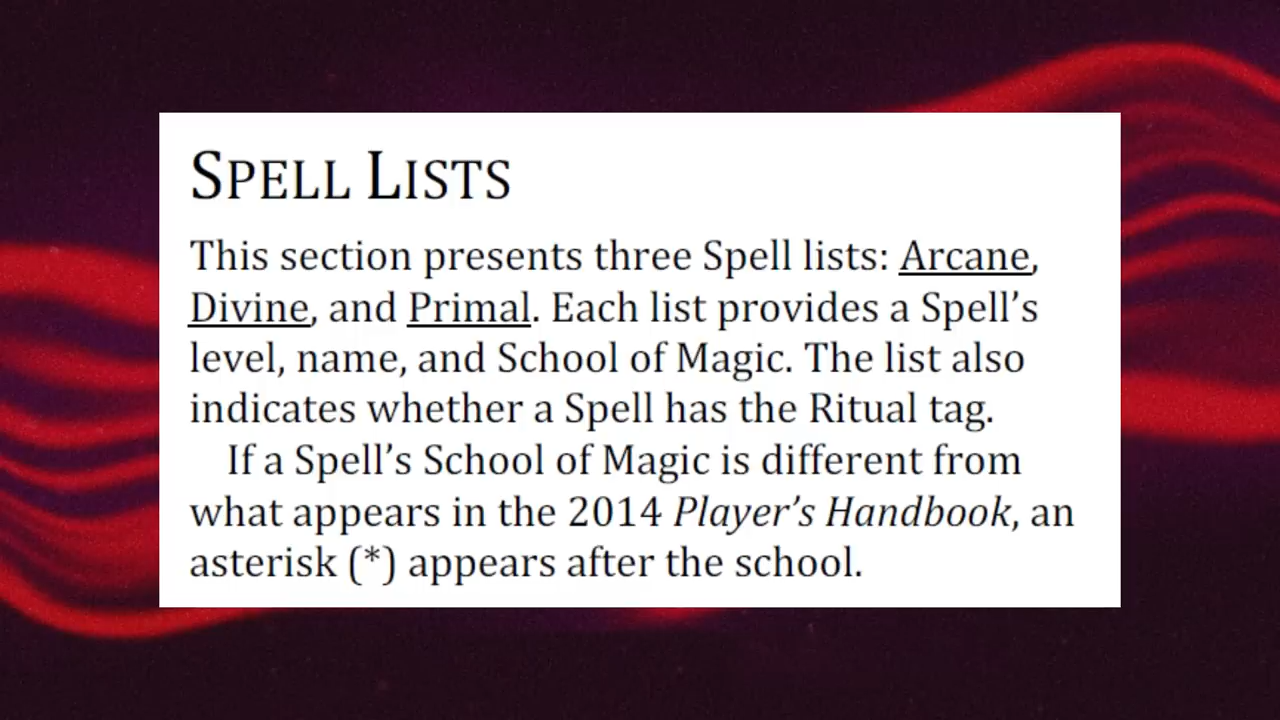 SPELL LISTS
This section presents three Spell lists: Arcane,
Divine, and Primal. Each list provides a Spell’s
level, name, and School of Magic. The list also
indicates whether a Spell has the Ritual tag.
If a Spell’s School of Magic is different from
what appears in the 2014 Player’s Handbook, an
asterisk (*) appears after the school.